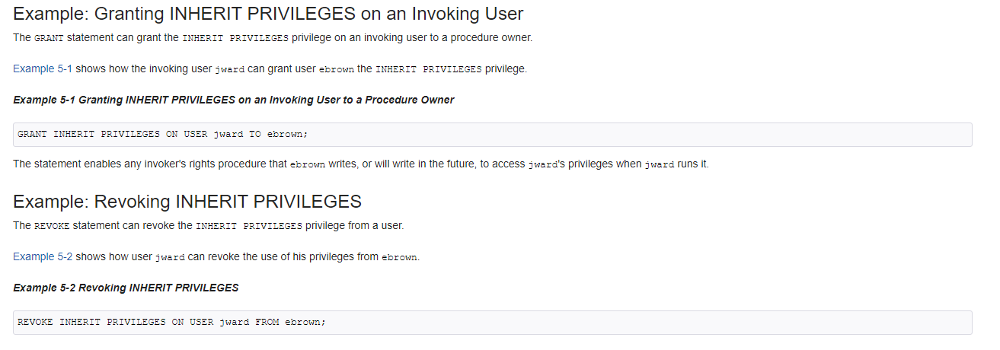 Example: Granting INHERIT PRIVILEGES on an Invoking User
The GRANT statement can grant the INHERIT PRIVILEGES privilege on an invoking user to a procedure owner.
Example 5-1 shows how the invoking user jward can grant user ebrown the INHERIT PRIVILEGES privilege.
Example 5-1 Granting INHERIT PRIVILEGES on an Invoking User to a Procedure Owner
GRANT INHERIT PRIVILEGES ON USER jward TO ebrown;
The statement enables any invoker's rights procedure that ebrown writes, or will write in the future, to access jward's privileges when jward runs it.
Example: Revoking INHERIT PRIVILEGES
The REVOKE statement can revoke the INHERIT PRIVILEGES privilege from a user.
Example 5-2 shows how user jward can revoke the use of his privileges from ebrown.
Example 5-2 Revoking INHERIT PRIVILEGES
REVOKE INHERIT PRIVILEGES ON USER jward FROM ebrown;